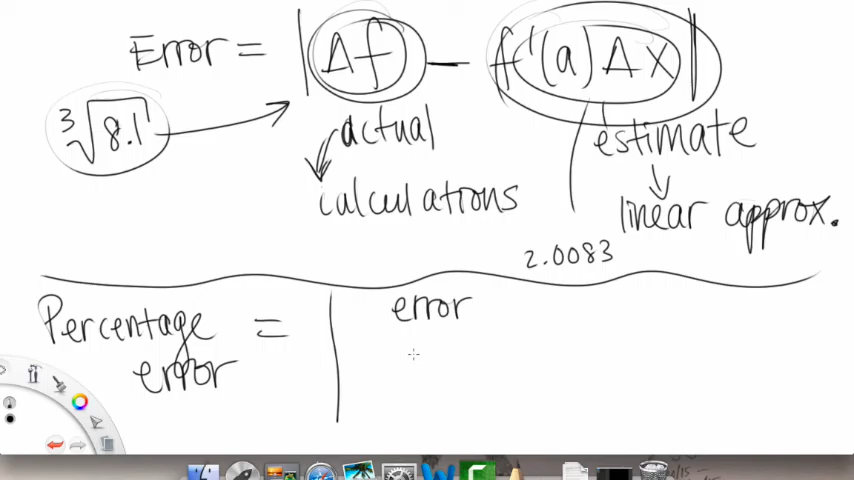 Error = |Δf - f'(a) Δx|
∛8.1
actual
estimate
calculations
linear approx.
2.0083
Percentage = | error
error